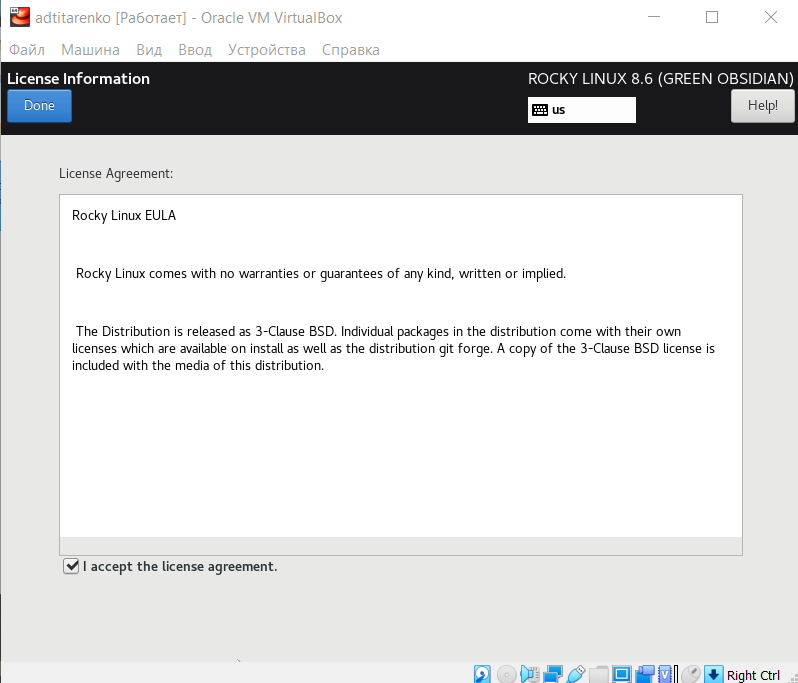 adtitarenko [Работает] - Oracle VM VirtualBox
Файл Машина Вид Ввод Устройства Справка
License Information
ROCKY LINUX 8.6 (GREEN OBSIDIAN)
Done
us
Help!
License Agreement:
Rocky Linux EULA
Rocky Linux comes with no warranties or guarantees of any kind, written or implied.
The Distribution is released as 3-Clause BSD. Individual packages in the distribution come with their own
licenses which are available on install as well as the distribution git forge. A copy of the 3-Clause BSD license is
included with the media of this distribution.
I accept the license agreement.
Right Ctrl